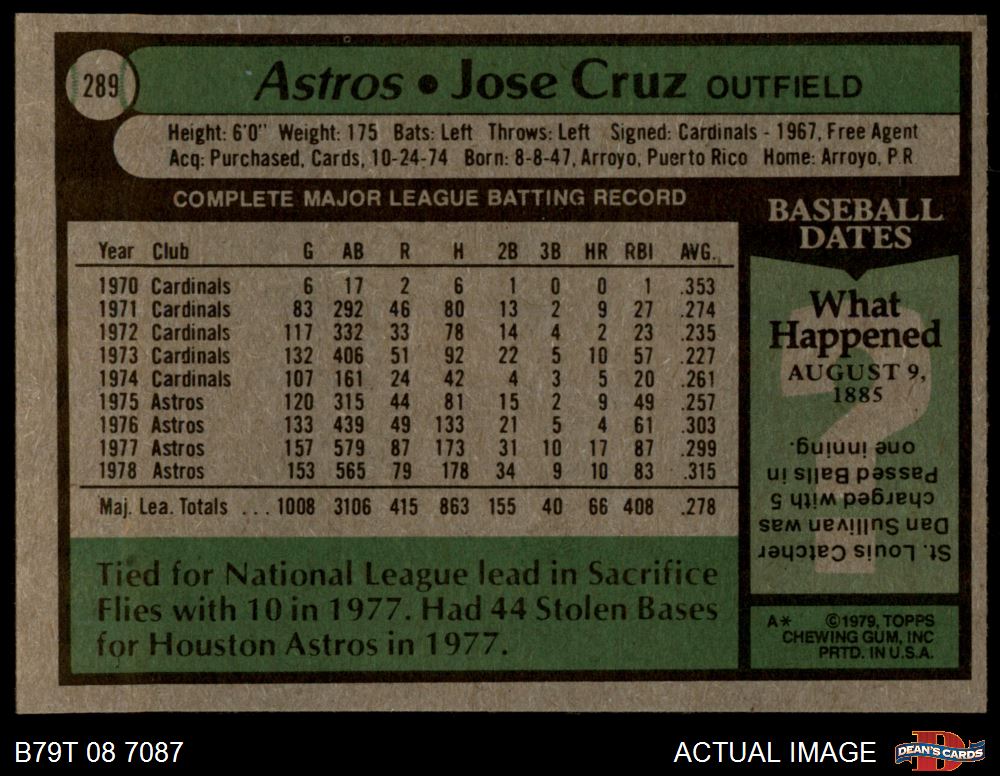 289
Astros • Jose Cruz OUTFIELD
Height: 6'0" Weight: 175 Bats: Left Throws: Left Signed: Cardinals - 1967, Free Agent
Acq: Purchased, Cards, 10-24-74 Born: 8-8-47, Arroyo, Puerto Rico Home: Arroyo, P.R
COMPLETE MAJOR LEAGUE BATTING RECORD
Year Club G AB R H 2B 3B HR RBI AVG.
1970 Cardinals 6 17 2 6 1 0 0 1 .353
1971 Cardinals 83 292 46 80 13 2 9 27 .274
1972 Cardinals 117 332 33 78 14 4 2 23 .235
1973 Cardinals 132 406 51 92 22 5 10 57 .227
1974 Cardinals 107 161 24 42 4 3 5 20 .261
1975 Astros 120 315 44 81 15 2 9 49 .257
1976 Astros 133 439 49 133 21 5 4 61 .303
1977 Astros 157 579 87 173 31 10 17 87 .299
1978 Astros 153 565 79 178 34 9 10 83 .315
Maj. Lea. Totals ... 1008 3106 415 863 155 40 66 408 .278
Tied for National League lead in Sacrifice
Flies with 10 in 1977. Had 44 Stolen Bases
for Houston Astros in 1977.
BASEBALL
DATES
What
Happened
AUGUST 9,
1885
St. Louis Catcher
Dan Sullivan was
charged with 5
Passed Balls in
one inning.
A* ©1979, TOPPS
CHEWING GUM, INC
PRTD. IN U.S.A.
B79T 08 7087
ACTUAL IMAGE
DEAN'S CARDS